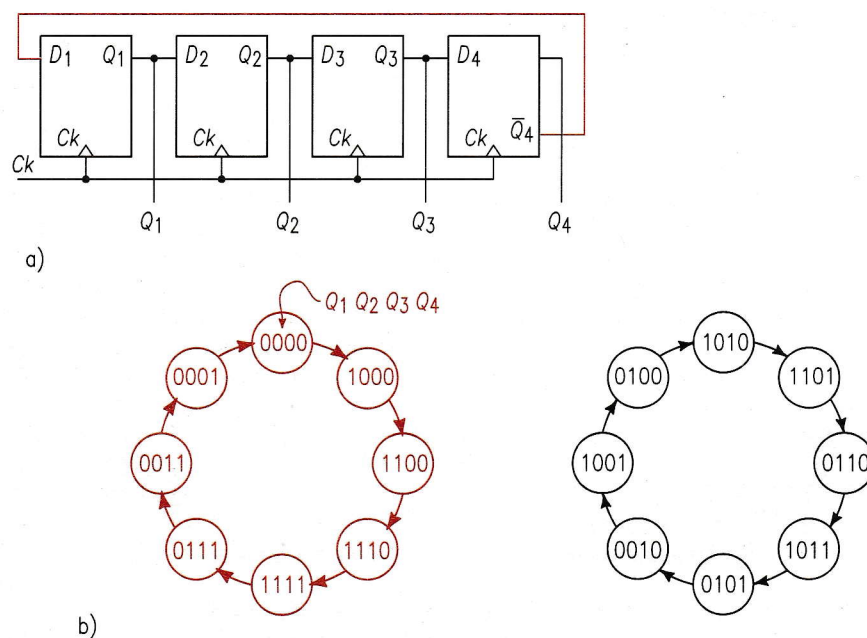 D1 Q1 D2 Q2 D3 Q3 D4
Q̅4
Ck Ck Ck Ck
Ck
Q1 Q2 Q3 Q4
a)
Q1 Q2 Q3 Q4
0000 1010
0001 1000 0100 1101
0011 1100 1001 0110
0111 1110 0010 1011
1111 0101
b)